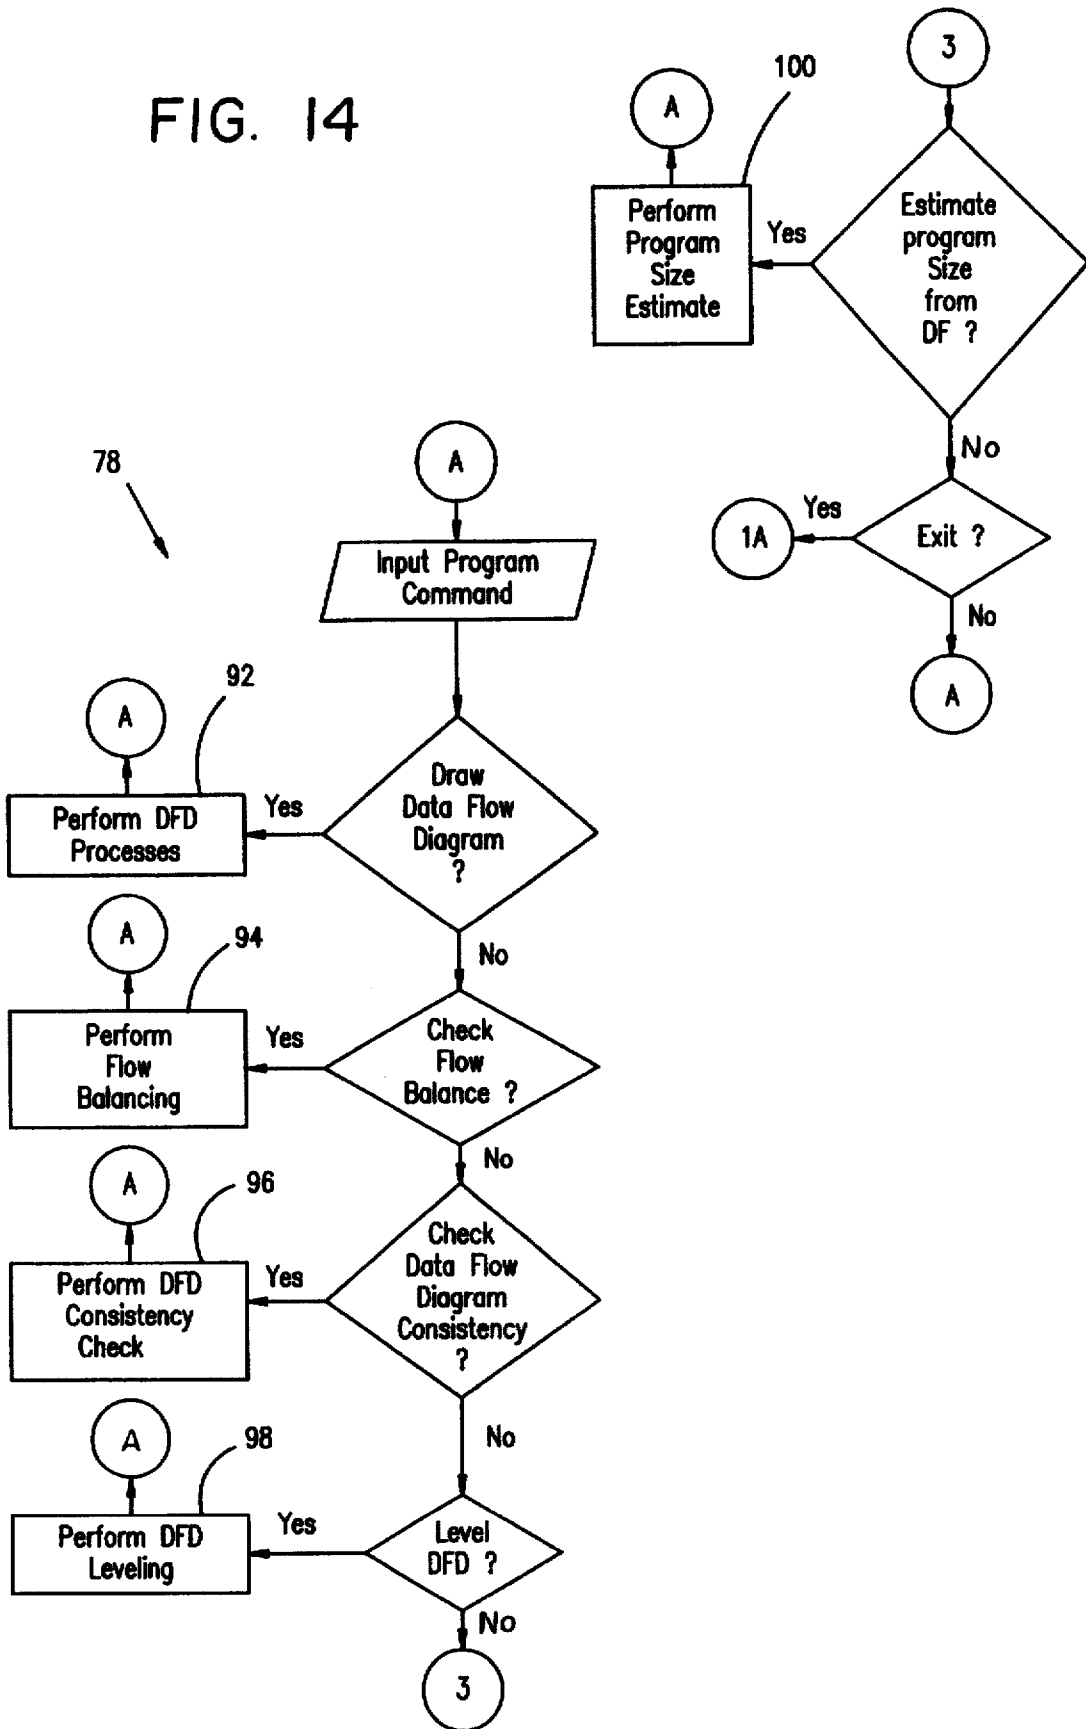 FIG. 14
3
A
100
Perform
Program
Size
Estimate
Yes
Estimate
program
Size
from
DF ?
No
1A
Yes
Exit ?
No
A
78
A
Input Program
Command
A
92
Perform DFD
Processes
Yes
Draw
Data Flow
Diagram
?
No
A
94
Perform
Flow
Balancing
Yes
Check
Flow
Balance ?
No
A
96
Perform DFD
Consistency
Check
Yes
Check
Data Flow
Diagram
Consistency
?
No
A
98
Perform DFD
Leveling
Yes
Level
DFD ?
No
3